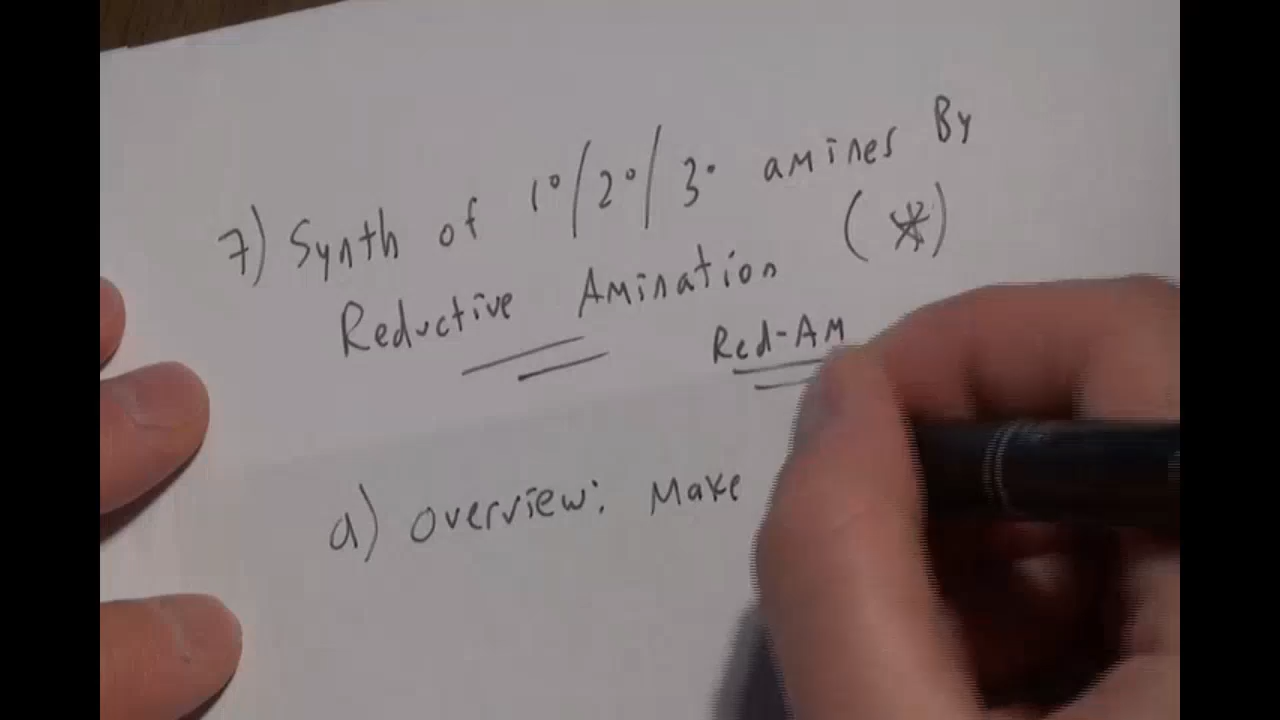 7) Synth of 1°/2°/3° amines By
Reductive Amination (*)
Red-AM
a) overview: Make